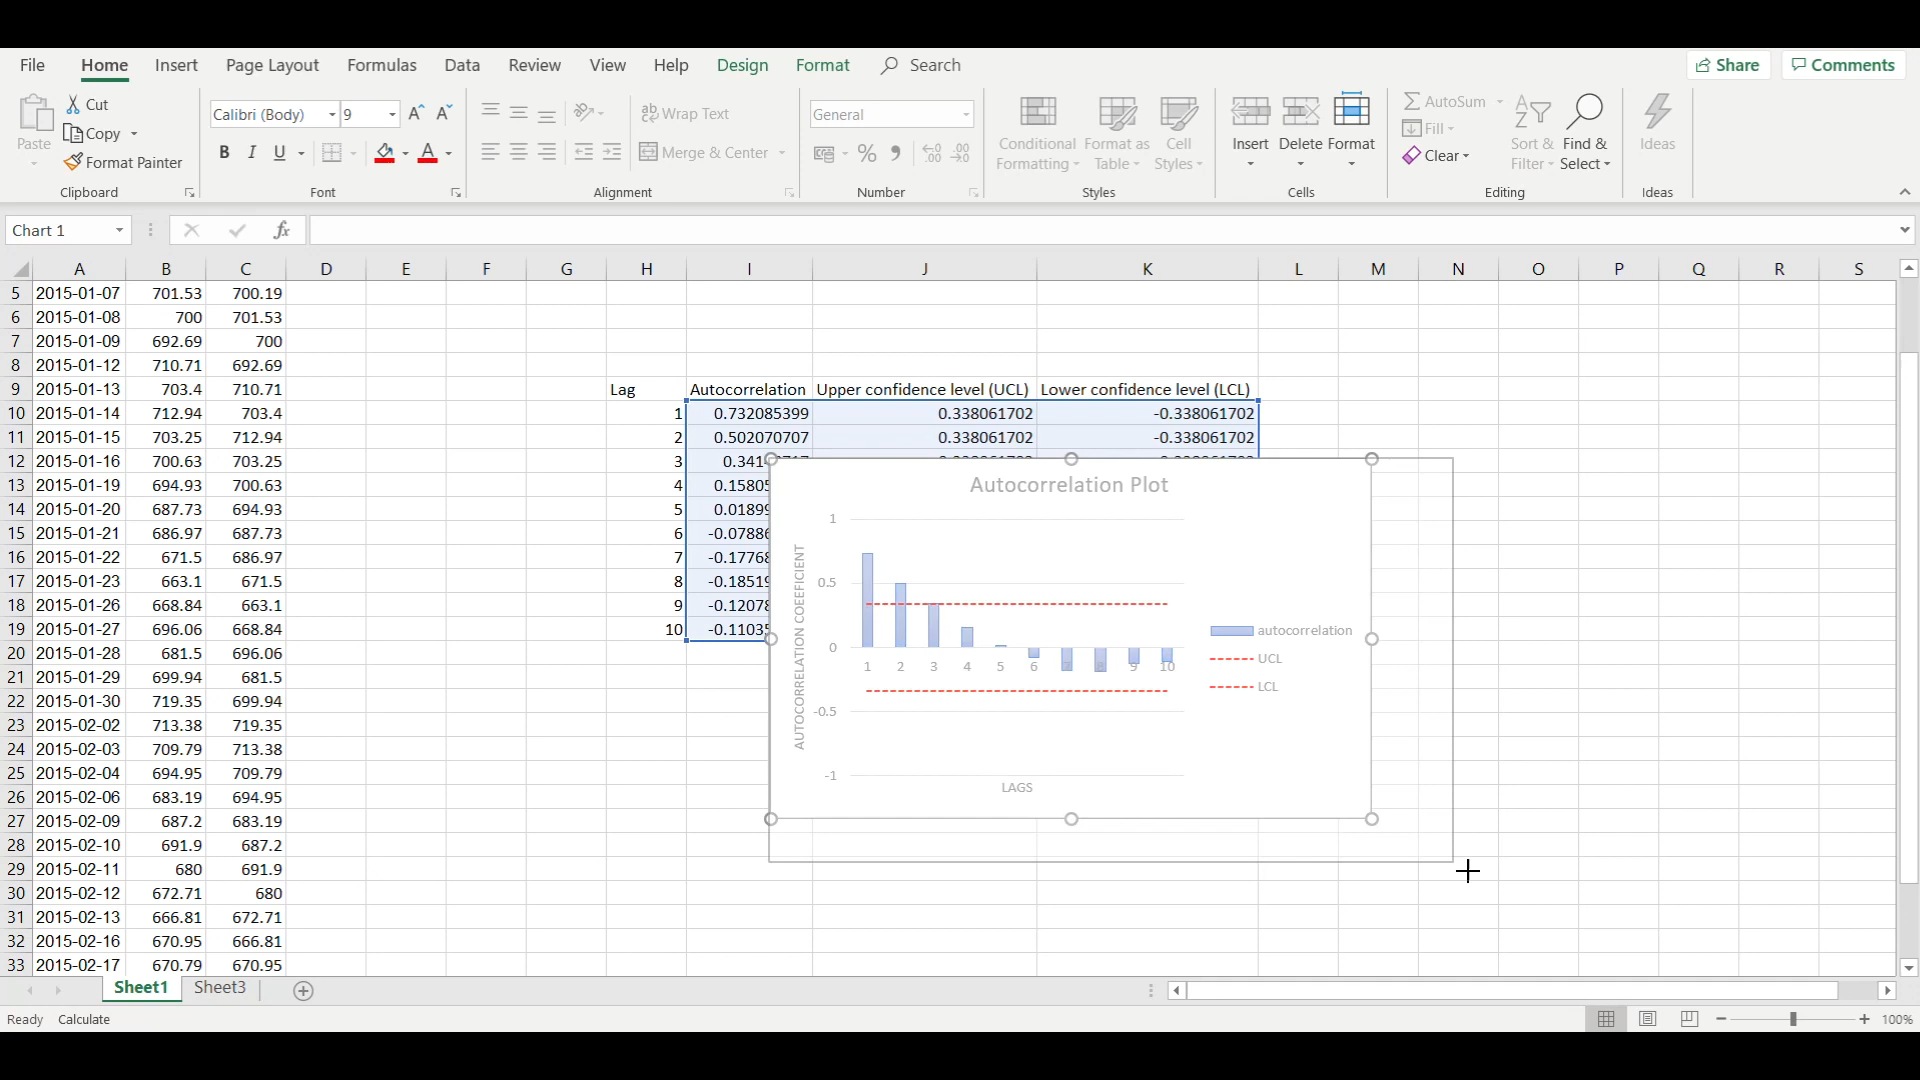 File Home Insert Page Layout Formulas Data Review View Help Design Format Search Share Comments
Paste Cut Copy Format Painter
Calibri (Body) 9 A A B I U A
ab Wrap Text Merge & Center
General % 9
Conditional Formatting Format as Table Cell Styles
Insert Delete Format
AutoSum Fill Clear Sort & Filter Find & Select
Ideas
Clipboard Font Alignment Number Styles Cells Editing Ideas
Chart 1 fx
A B C D E F G H I J K L M N O P Q R S
5 2015-01-07 701.53 700.19
6 2015-01-08 700 701.53
7 2015-01-09 692.69 700
8 2015-01-12 710.71 692.69
9 2015-01-13 703.4 710.71 Lag Autocorrelation Upper confidence level (UCL) Lower confidence level (LCL)
10 2015-01-14 712.94 703.4 1 0.732085399 0.338061702 -0.338061702
11 2015-01-15 703.25 712.94 2 0.502070707 0.338061702 -0.338061702
12 2015-01-16 700.63 703.25 3
13 2015-01-19 694.93 700.63 4 0.15805
14 2015-01-20 687.73 694.93 5 0.01899
15 2015-01-21 686.97 687.73 6 -0.07886
16 2015-01-22 671.5 686.97 7 -0.17768
17 2015-01-23 663.1 671.5 8 -0.18519
18 2015-01-26 668.84 663.1 9 -0.12078
19 2015-01-27 696.06 668.84 10 -0.11035
20 2015-01-28 681.5 696.06
21 2015-01-29 699.94 681.5
22 2015-01-30 719.35 699.94
23 2015-02-02 713.38 719.35
24 2015-02-03 709.79 713.38
25 2015-02-04 694.95 709.79
26 2015-02-06 683.19 694.95
27 2015-02-09 687.2 683.19
28 2015-02-10 691.9 687.2
29 2015-02-11 680 691.9
30 2015-02-12 672.71 680
31 2015-02-13 666.81 672.71
32 2015-02-16 670.95 666.81
33 2015-02-17 670.79 670.95
Autocorrelation Plot
AUTOCORRELATION COEEFICIENT
1
0.5
0
-0.5
-1
1 2 3 4 5 6 7 8 9 10
LAGS
autocorrelation
UCL
LCL
Sheet1 Sheet3
Ready Calculate 100%